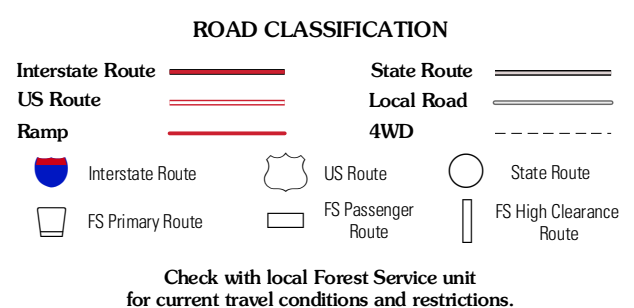 ROAD CLASSIFICATION
Interstate Route
State Route
US Route
Local Road
Ramp
4WD
Interstate Route
US Route
State Route
FS Primary Route
FS Passenger
Route
FS High Clearance
Route
Check with local Forest Service unit
for current travel conditions and restrictions.